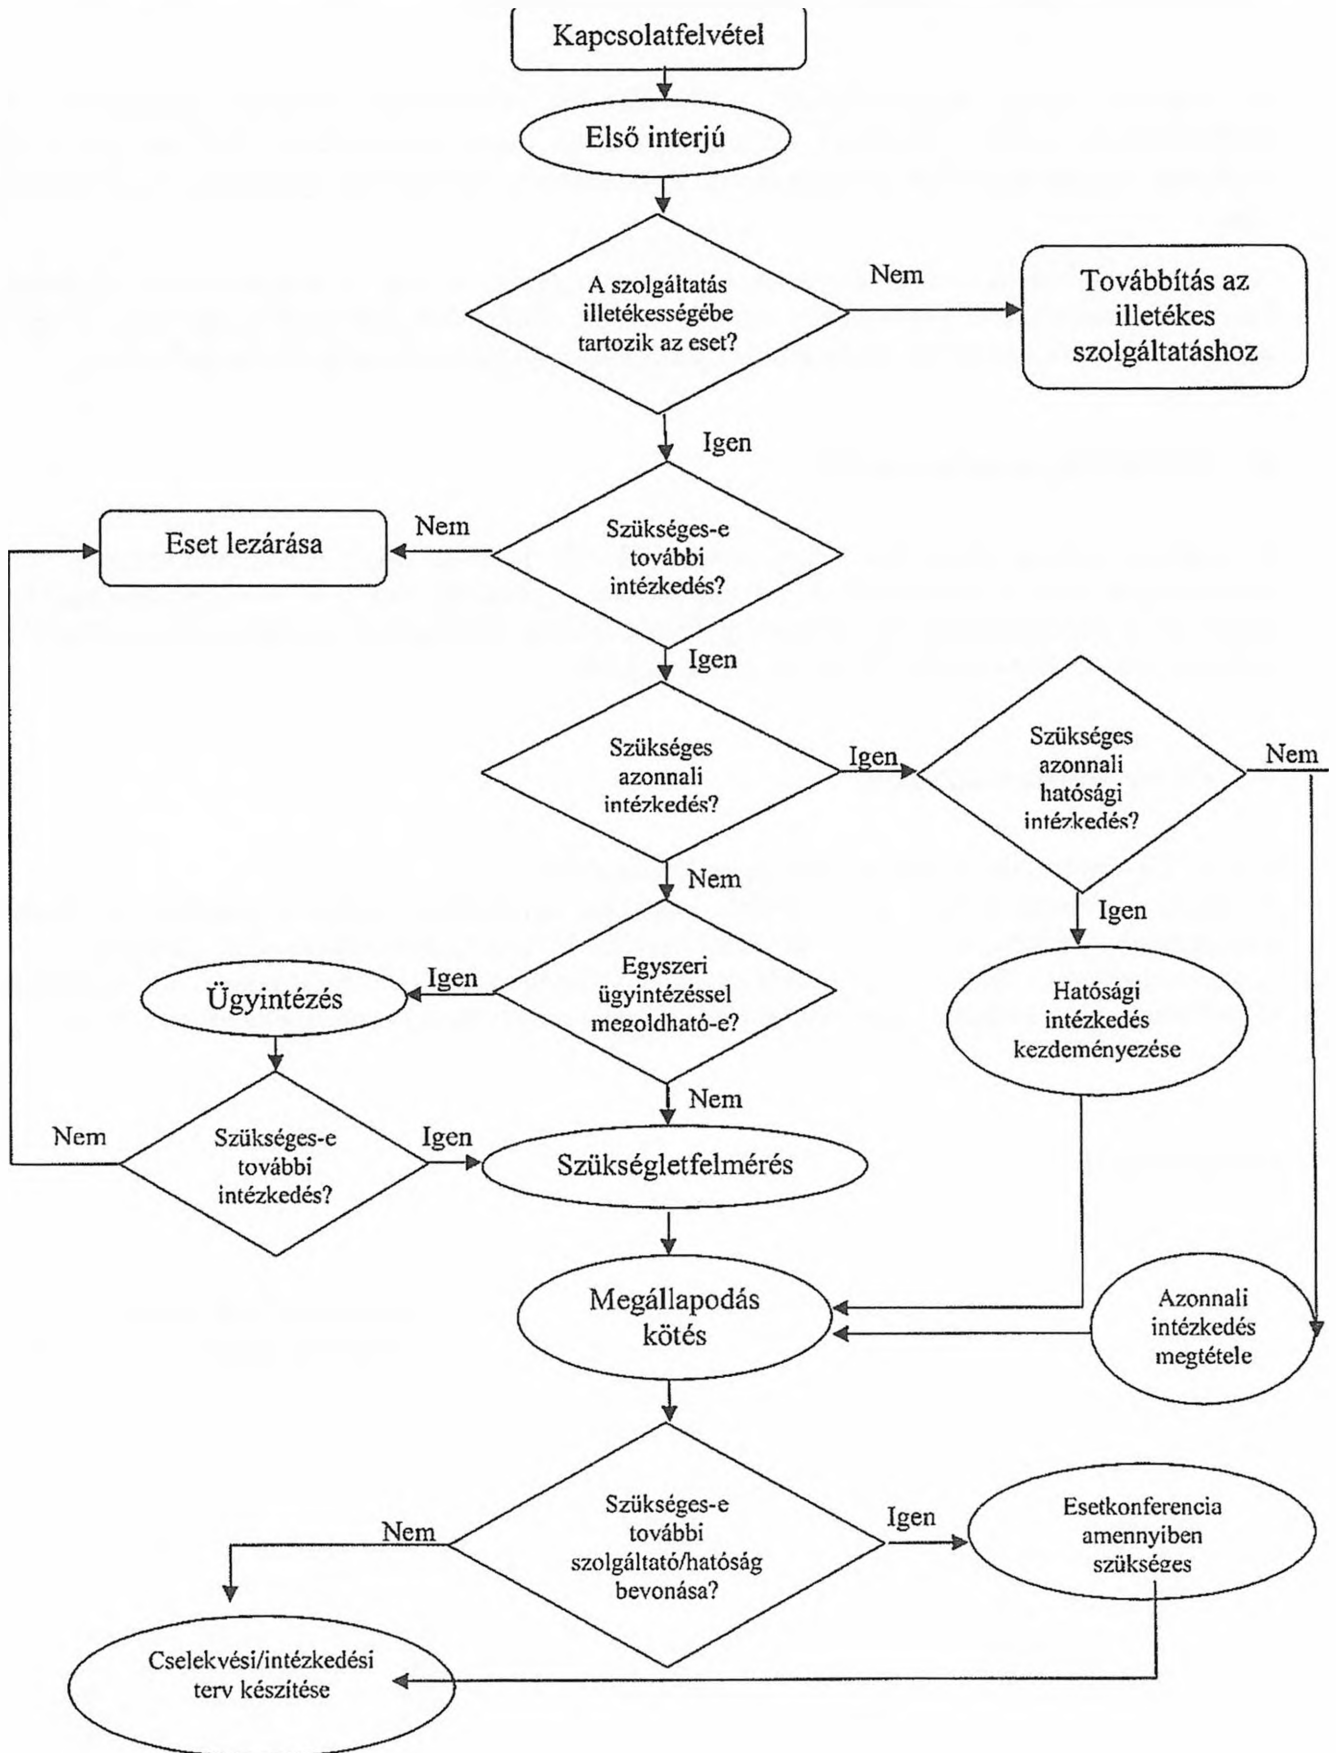 Kapcsolatfelvétel
Első interjú
A szolgáltatás
illetékességébe
tartozik az eset?
Nem
Továbbítás az
illetékes
szolgáltatáshoz
Igen
Eset lezárása
Nem
Szükséges-e
további
intézkedés?
Igen
Szükséges
azonnali
intézkedés?
Igen
Szükséges
azonnali
hatósági
intézkedés?
Nem
Nem
Igen
Ügyintézés
Igen
Egyszeri
ügyintézéssel
megoldható-e?
Hatósági
intézkedés
kezdeményezése
Nem
Nem
Szükséges-e
további
intézkedés?
Igen
Szükségletfelmérés
Megállapodás
kötés
Azonnali
intézkedés
megtétele
Nem
Szükséges-e
további
szolgáltató/hatóság
bevonása?
Igen
Esetkonferencia
amennyiben
szükséges
Cselekvési/intézkedési
terv készítése